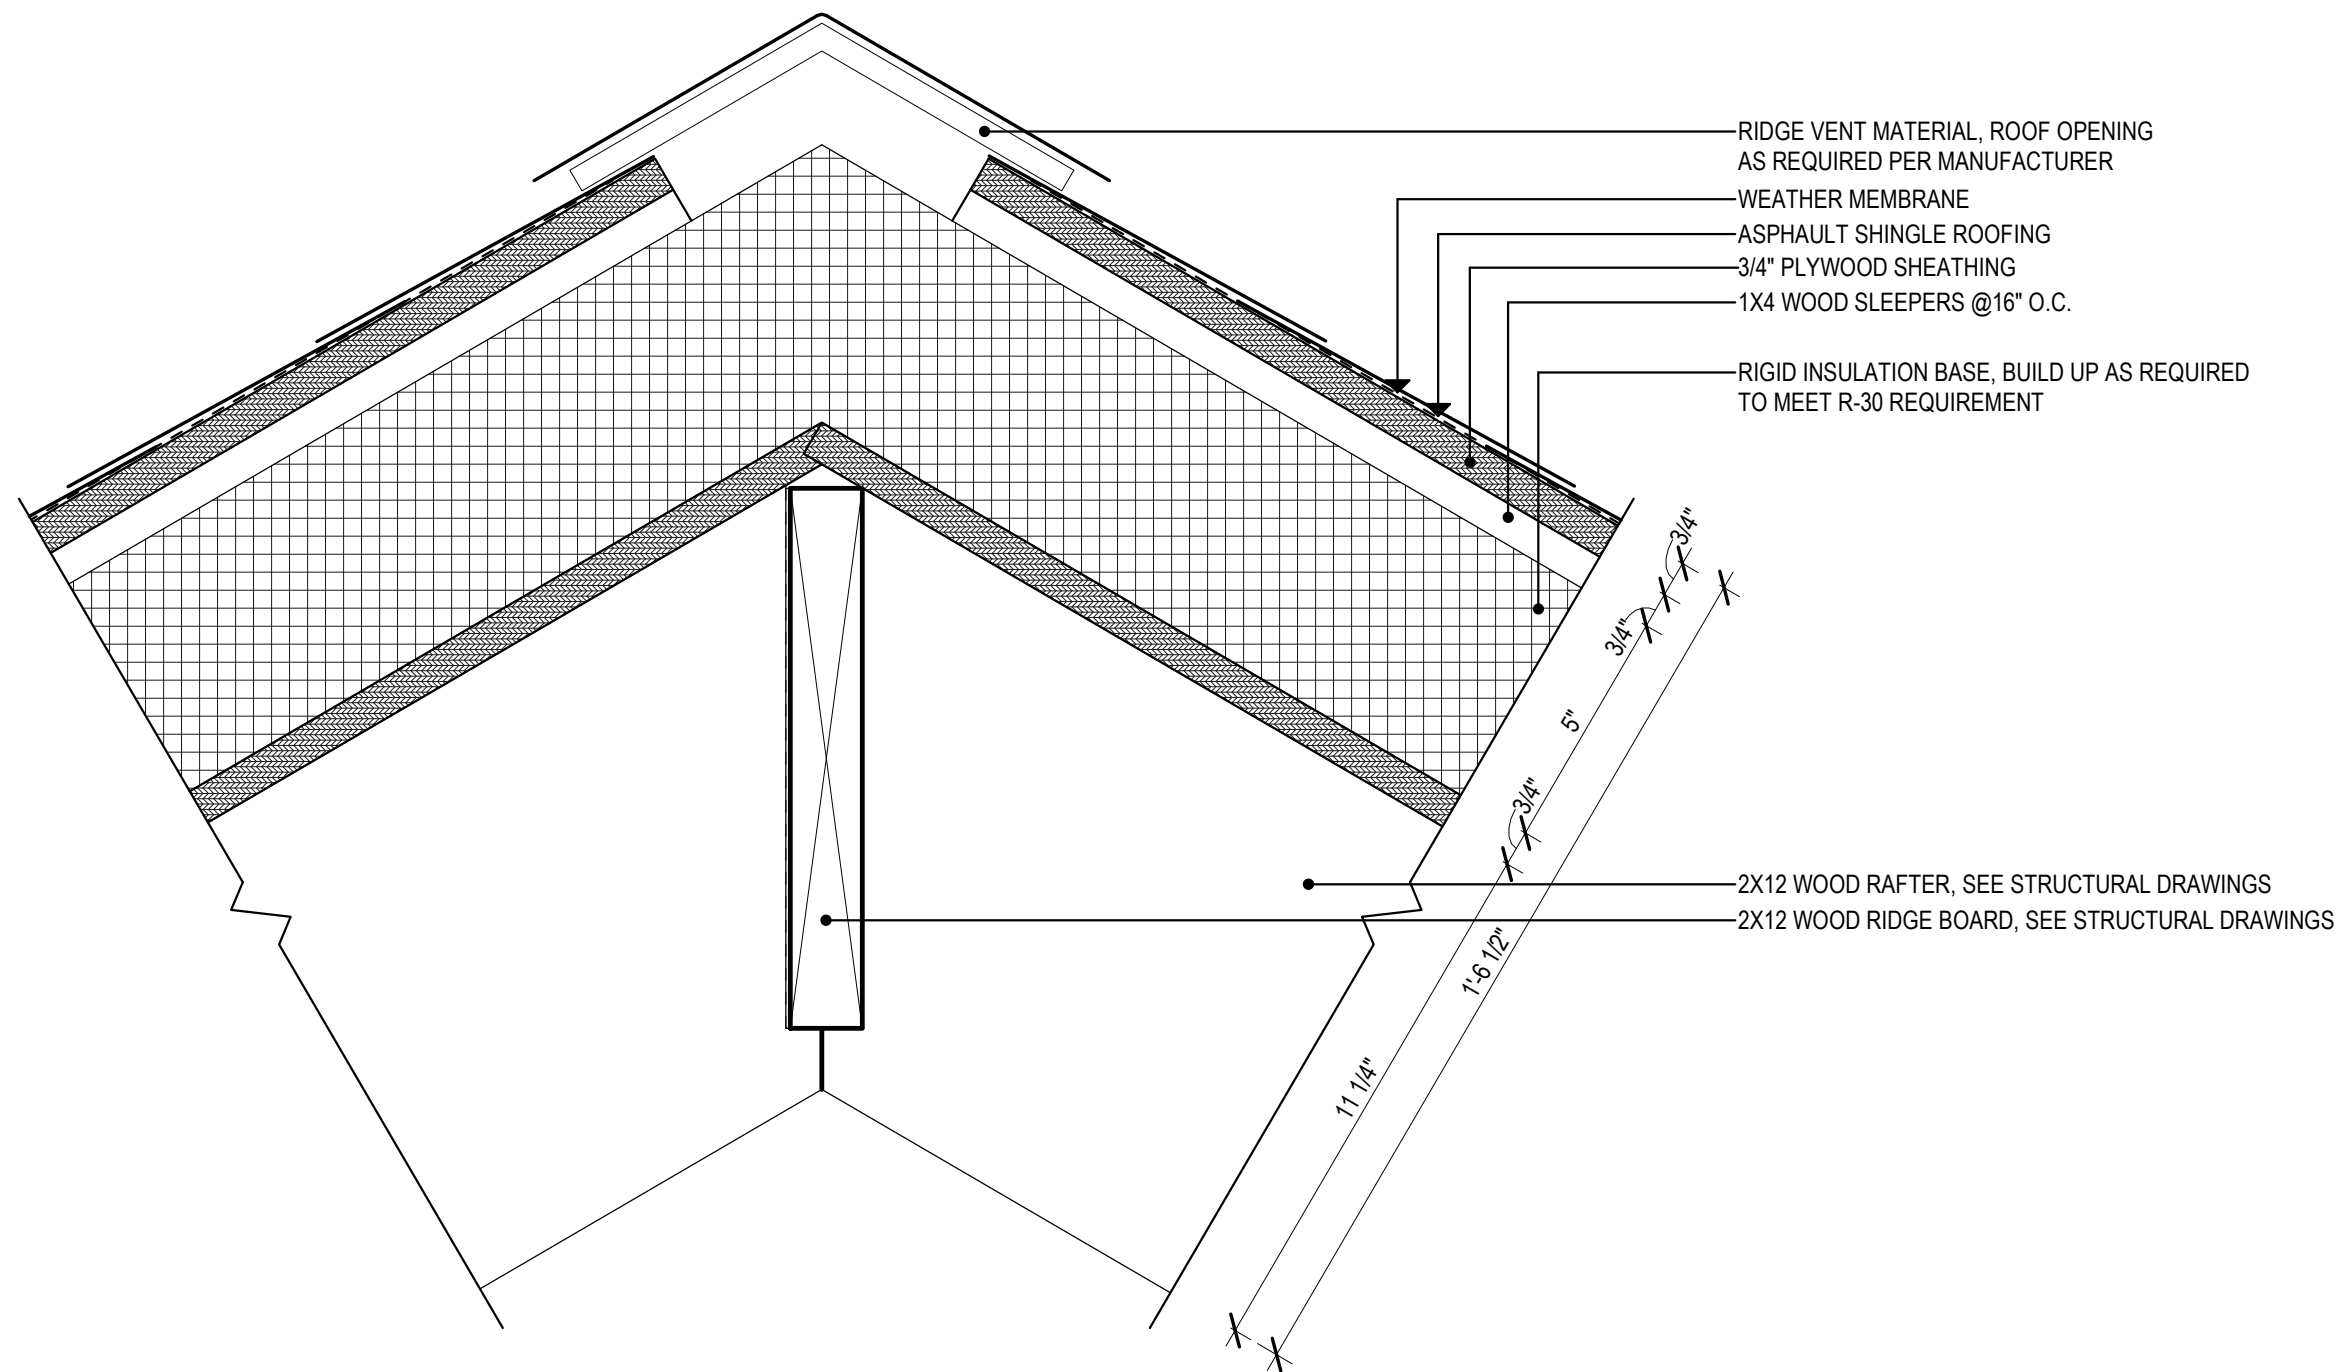 RIDGE VENT MATERIAL, ROOF OPENING
AS REQUIRED PER MANUFACTURER
WEATHER MEMBRANE
ASPHAULT SHINGLE ROOFING
3/4" PLYWOOD SHEATHING
1X4 WOOD SLEEPERS @16" O.C.
RIGID INSULATION BASE, BUILD UP AS REQUIRED
TO MEET R-30 REQUIREMENT
3/4"
3/4"
5"
3/4"
2X12 WOOD RAFTER, SEE STRUCTURAL DRAWINGS
2X12 WOOD RIDGE BOARD, SEE STRUCTURAL DRAWINGS
1'-6 1/2"
11 1/4"